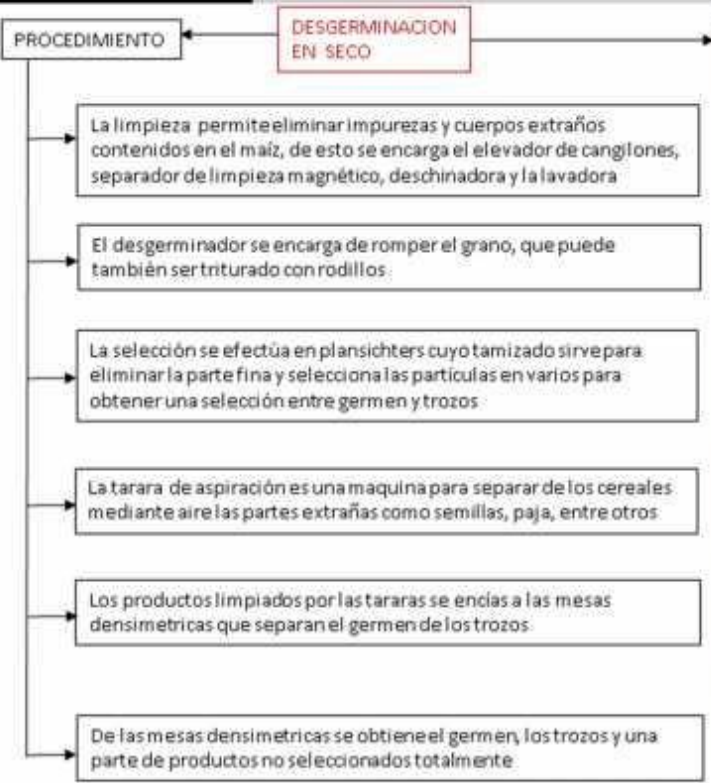 PROCEDIMIENTO
DESGERMINACION
EN SECO
La limpieza permite eliminar impurezas y cuerpos extraños
contenidos en el maíz, de esto se encarga el elevador de cangilones,
separador de limpieza magnético, deschinadora y la lavadora
El desgerminador se encarga de romper el grano, que puede
también ser triturado con rodillos
La selección se efectúa en plansichters cuyo tamizado sirve para
eliminar la parte fina y selecciona las partículas en varios para
obtener una selección entre germen y trozos
La tarara de aspiración es una maquina para separar de los cereales
mediante aire las partes extrañas como semillas, paja, entre otros
Los productos limpiados por las tararas se encías a las mesas
densimetricas que separan el germen de los trozos
De las mesas densimetricas se obtiene el germen, los trozos y una
parte de productos no seleccionados totalmente